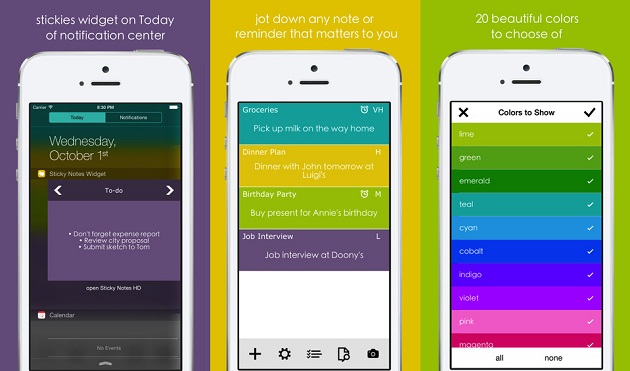 stickies widget on Today
of notification center
Carrier
8:30 PM
Today
Notifications
Wednesday,
October 1st
Sticky Notes Widget
To-do
• Don't forget expense report
• Review city proposal
• Submit sketch to Tom
open Sticky Notes HD
Calendar
No Events
jot down any note or
reminder that matters to you
Groceries VH
Pick up milk on the way home
Dinner Plan H
Dinner with John tomorrow at
Luigi's
Birthday Party M
Buy present for Annie's birthday
Job Interview L
Job interview at Doony's
20 beautiful colors
to choose of
Colors to Show
lime
green
emerald
teal
cyan
cobalt
indigo
violet
pink
magenta
all none